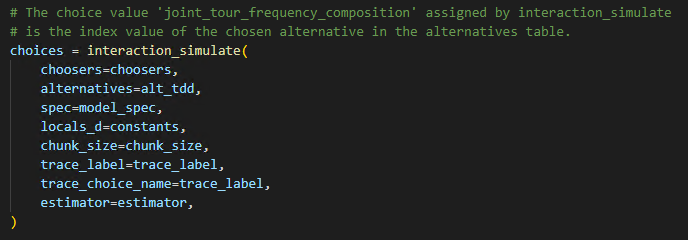 # The choice value 'joint_tour_frequency_composition' assigned by interaction_simulate
# is the index value of the chosen alternative in the alternatives table.
choices = interaction_simulate(
    choosers=choosers,
    alternatives=alt_tdd,
    spec=model_spec,
    locals_d=constants,
    chunk_size=chunk_size,
    trace_label=trace_label,
    trace_choice_name=trace_label,
    estimator=estimator,
)